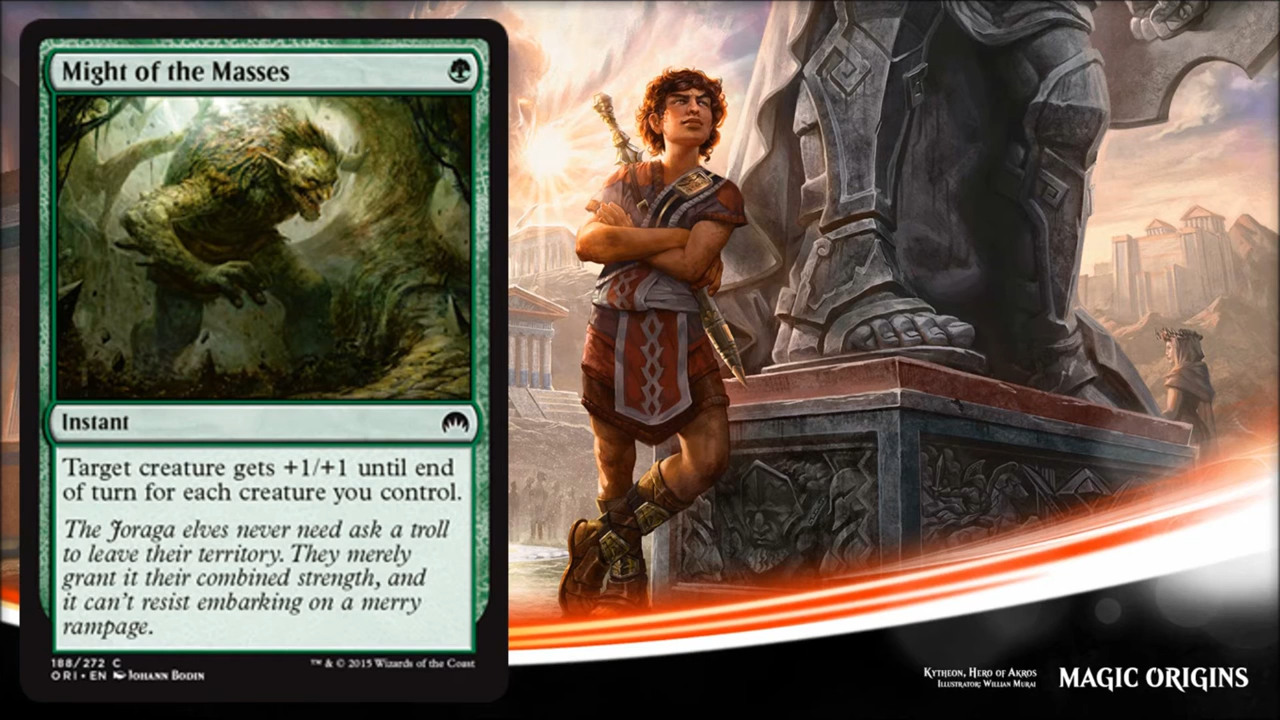 Might of the Masses
Instant
Target creature gets +1/+1 until end
of turn for each creature you control.
The Joraga elves never need ask a troll
to leave their territory. They merely
grant it their combined strength, and
it can't resist embarking on a merry
rampage.
188/272 C
ORI • EN Johann Bodin
™ & © 2015 Wizards of the Coast
Kytheon, Hero of Akros
Illustrator: Willian Murai
MAGIC ORIGINS